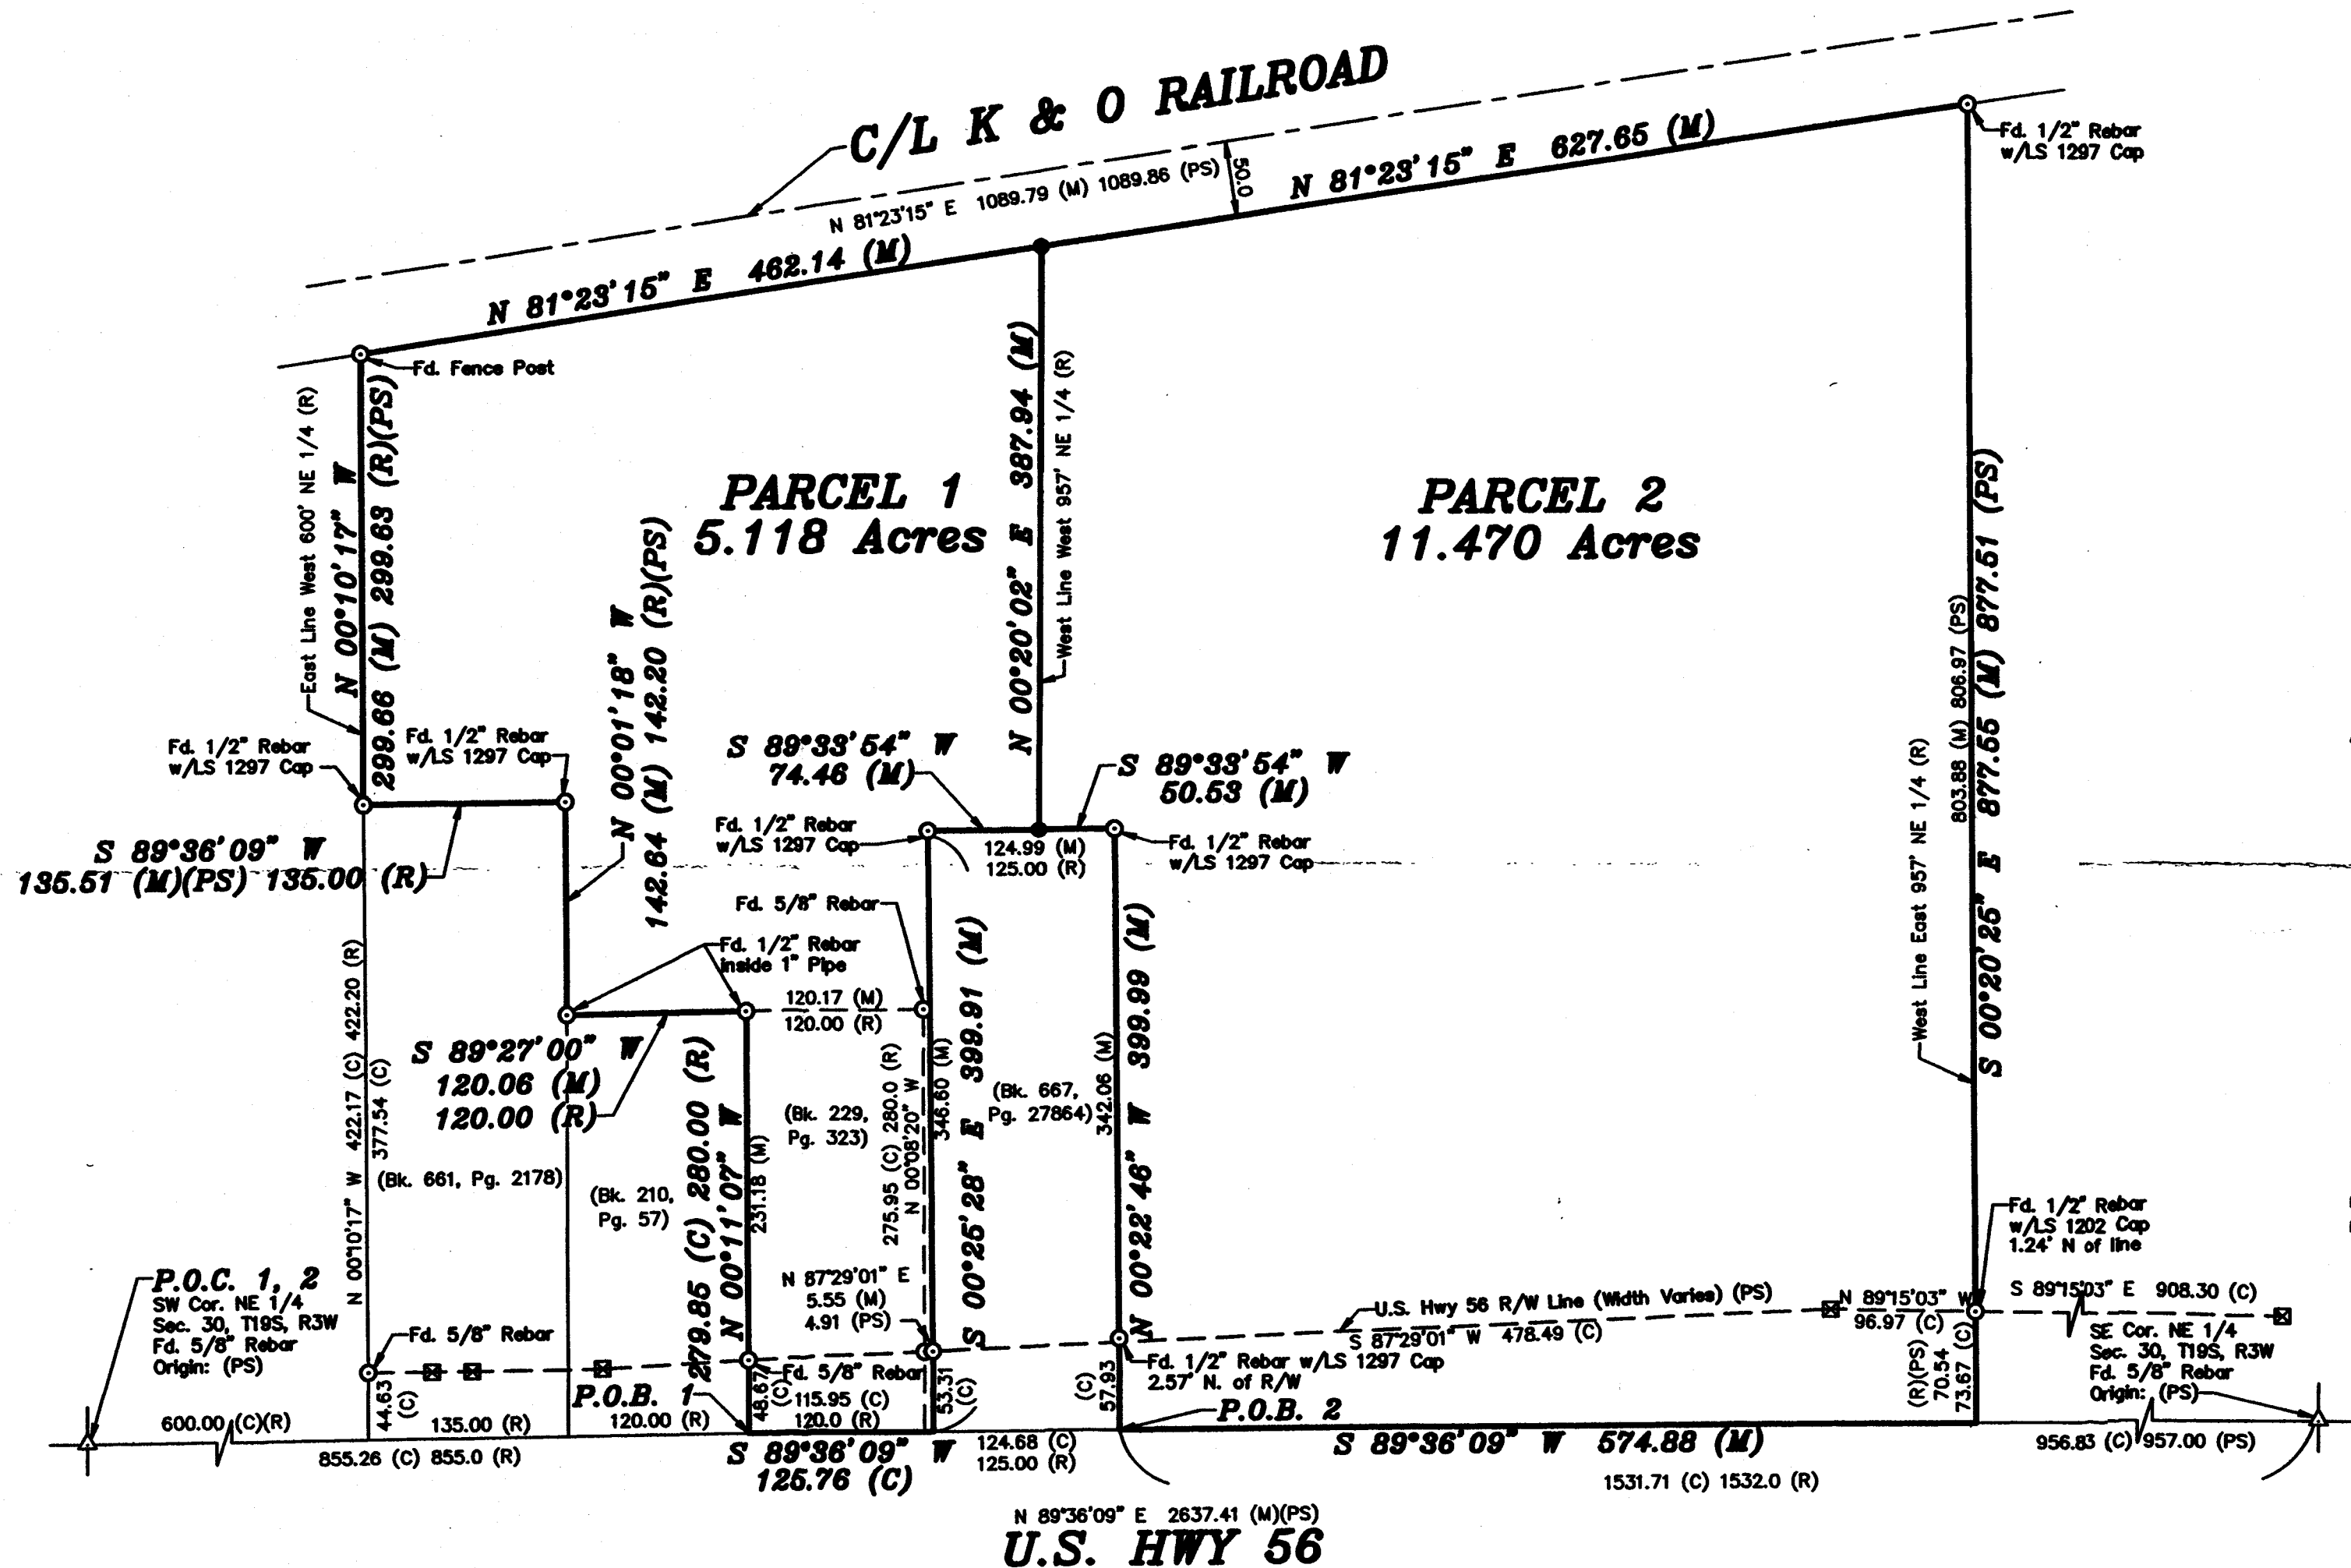 C/L K & O RAILROAD
N 81°23'15" E 1089.79 (M) 1089.86 (PS)
50.0
N 81°23'15" E 627.65 (M)
Fd. 1/2" Rebar
w/LS 1297 Cap
N 81°23'15" E 462.14 (M)
Fd. Fence Post
East Line West 600' NE 1/4 (R)
N 00°10'17" W
299.66 (M) 299.63 (R)(PS)
PARCEL 1
5.118 Acres
N 00°20'02" E 387.94 (M)
West Line West 957' NE 1/4 (R)
PARCEL 2
11.470 Acres
803.88 (M) 806.97 (PS)
S 00°20'25" E 877.55 (M) 877.51 (PS)
West Line East 957' NE 1/4 (R)
N 00°01'18" W
142.64 (M) 142.20 (R)(PS)
Fd. 1/2" Rebar
w/LS 1297 Cap
Fd. 1/2" Rebar
w/LS 1297 Cap
S 89°33'54" W
74.46 (M)
S 89°33'54" W
50.53 (M)
Fd. 1/2" Rebar
w/LS 1297 Cap
124.99 (M)
125.00 (R)
Fd. 1/2" Rebar
w/LS 1297 Cap
S 89°36'09" W
135.51 (M)(PS) 135.00 (R)
Fd. 5/8" Rebar
Fd. 1/2" Rebar
inside 1" Pipe
120.17 (M)
120.00 (R)
S 89°27'00" W
120.06 (M)
120.00 (R)
N 00°10'17" W 422.17 (C) 422.20 (R)
377.54 (C)
(Bk. 661, Pg. 2178)
(Bk. 210,
Pg. 57)
279.85 (C) 280.00 (R)
N 00°11'07" W
231.18 (M)
(Bk. 229,
Pg. 323)
275.95 (C) 280.0 (R)
N 00°08'20" W
346.60 (M)
S 00°25'28" E 399.91 (M)
(Bk. 667,
Pg. 27864)
342.06 (M)
N 00°22'46" W 399.99 (M)
N 87°29'01" E
5.55 (M)
4.91 (PS)
P.O.C. 1, 2
SW Cor. NE 1/4
Sec. 30, T19S, R3W
Fd. 5/8" Rebar
Origin: (PS)
Fd. 5/8" Rebar
U.S. Hwy 56 R/W Line (Width Varies) (PS)
S 87°29'01" W 478.49 (C)
N 89°15'03" W
96.97 (C)
Fd. 1/2" Rebar
w/LS 1202 Cap
1.24' N of line
S 89°15'03" E 908.30 (C)
SE Cor. NE 1/4
Sec. 30, T19S, R3W
Fd. 5/8" Rebar
Origin: (PS)
(R)(PS)
70.54
73.67 (C)
Fd. 1/2" Rebar w/LS 1297 Cap
2.57' N. of R/W
Fd. 5/8" Rebar
44.63
(C)
P.O.B. 1
48.67
(C)
115.95 (C)
120.0 (R)
53.31
(C)
57.93
(C)
P.O.B. 2
600.00 (C)(R)
135.00 (R)
120.00 (R)
855.26 (C) 855.0 (R)
S 89°36'09" W
125.76 (C)
124.68 (C)
125.00 (R)
S 89°36'09" W 574.88 (M)
956.83 (C) 957.00 (PS)
1531.71 (C) 1532.0 (R)
N 89°36'09" E 2637.41 (M)(PS)
U.S. HWY 56